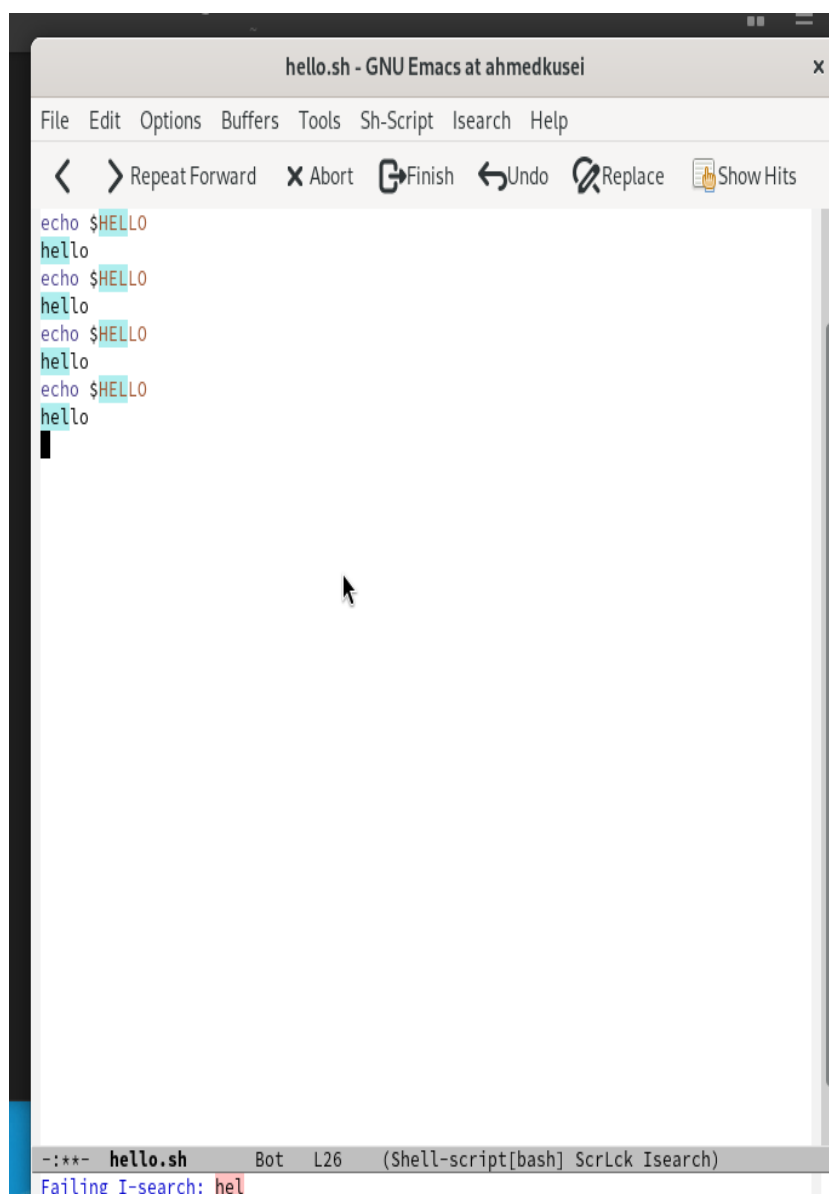 hello.sh - GNU Emacs at ahmedkusei
File Edit Options Buffers Tools Sh-Script Isearch Help
Repeat Forward Abort Finish Undo Replace Show Hits
echo $HELLO
hello
echo $HELLO
hello
echo $HELLO
hello
echo $HELLO
hello
-:**- hello.sh Bot L26 (Shell-script[bash] ScrLck Isearch)
Failing I-search: hel